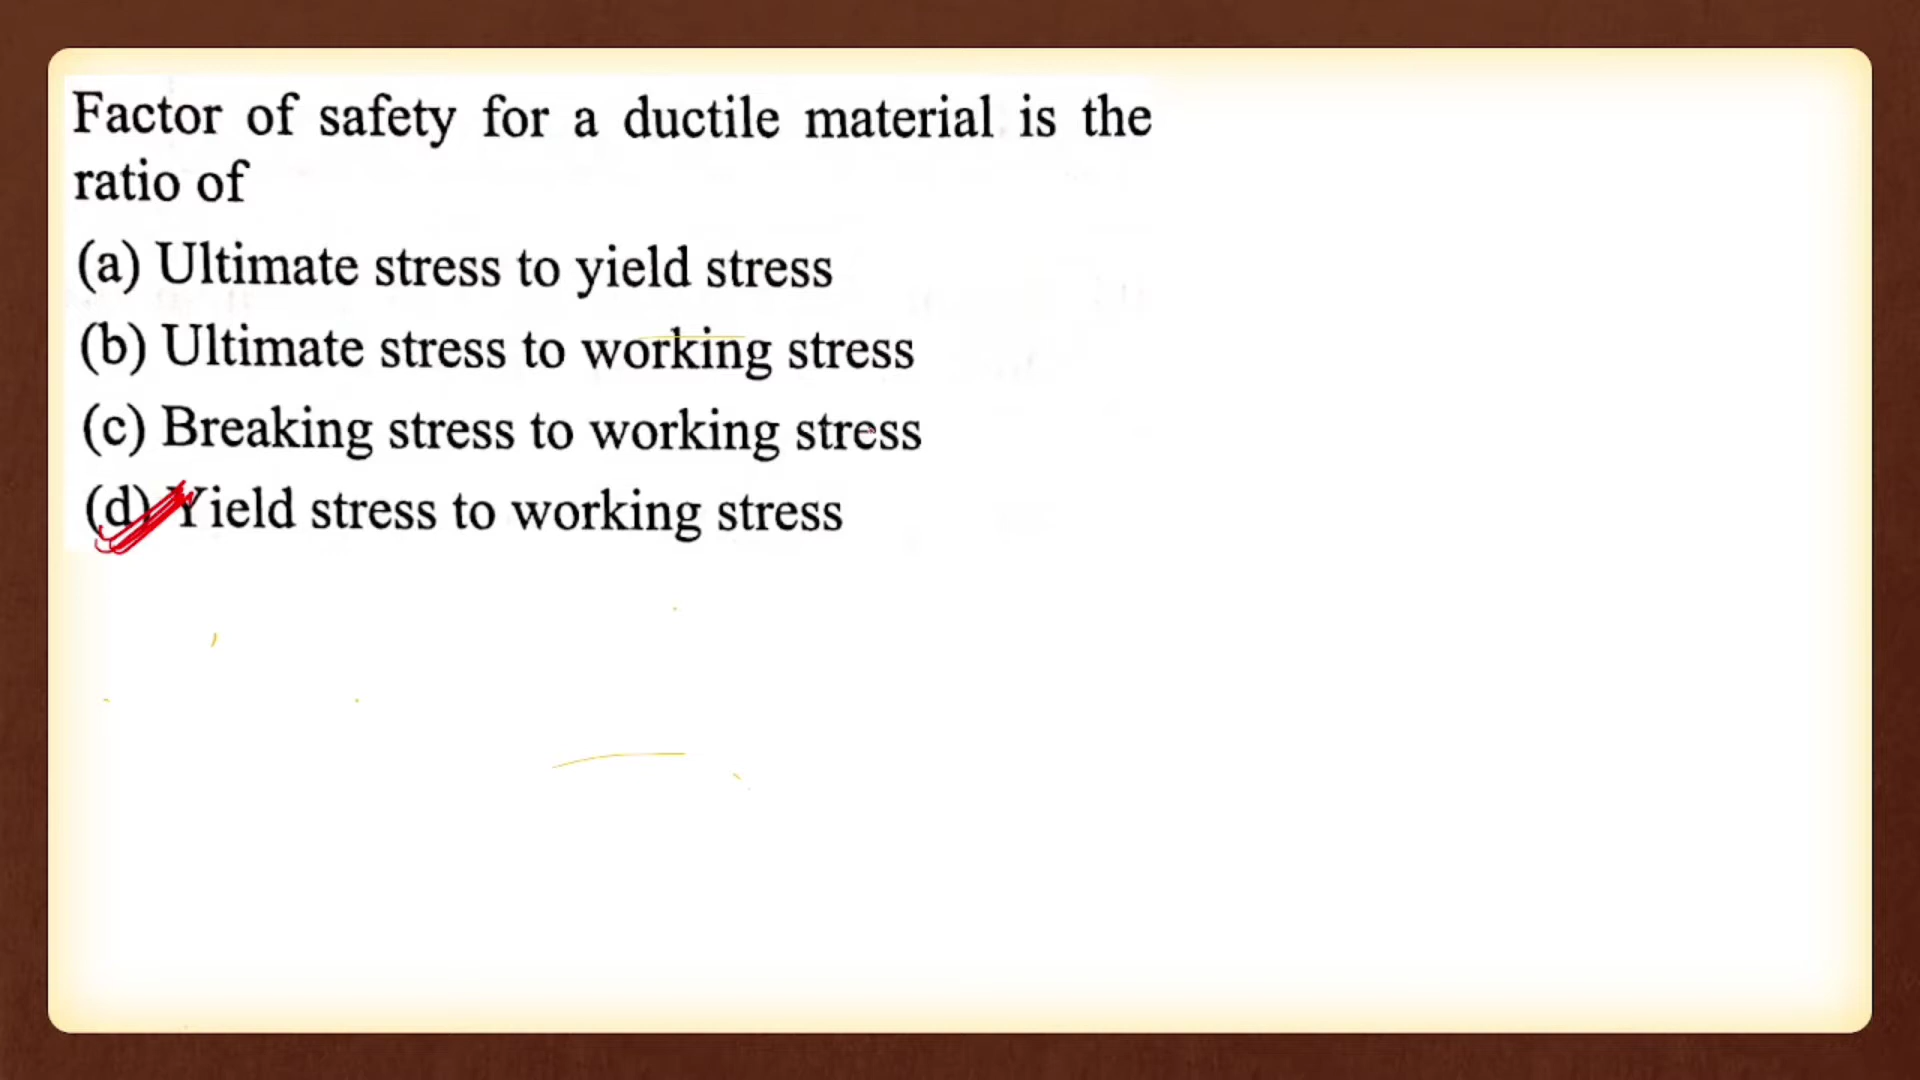 Factor of safety for a ductile material is the
ratio of
(a) Ultimate stress to yield stress
(b) Ultimate stress to working stress
(c) Breaking stress to working stress
(d) Yield stress to working stress